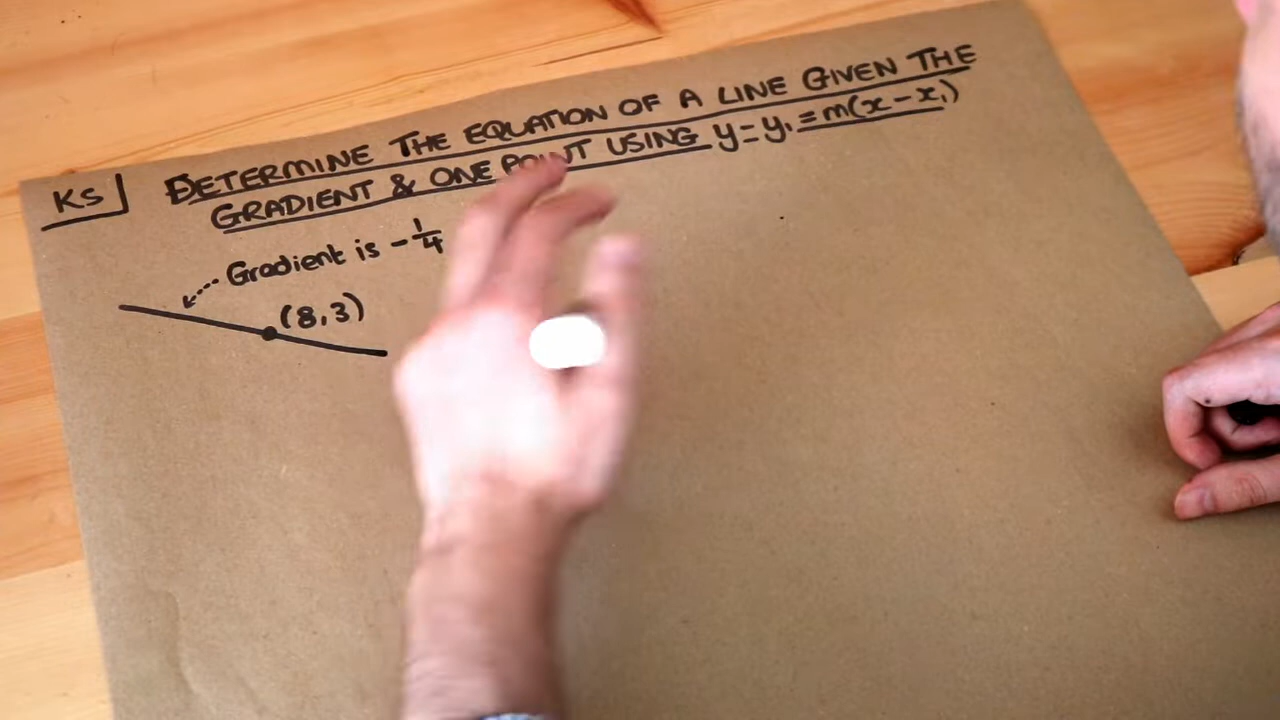 KS
DETERMINE THE EQUATION OF A LINE GIVEN THE
GRADIENT & ONE POINT USING y-y₁=m(x-x₁)
Gradient is -1/4
(8,3)